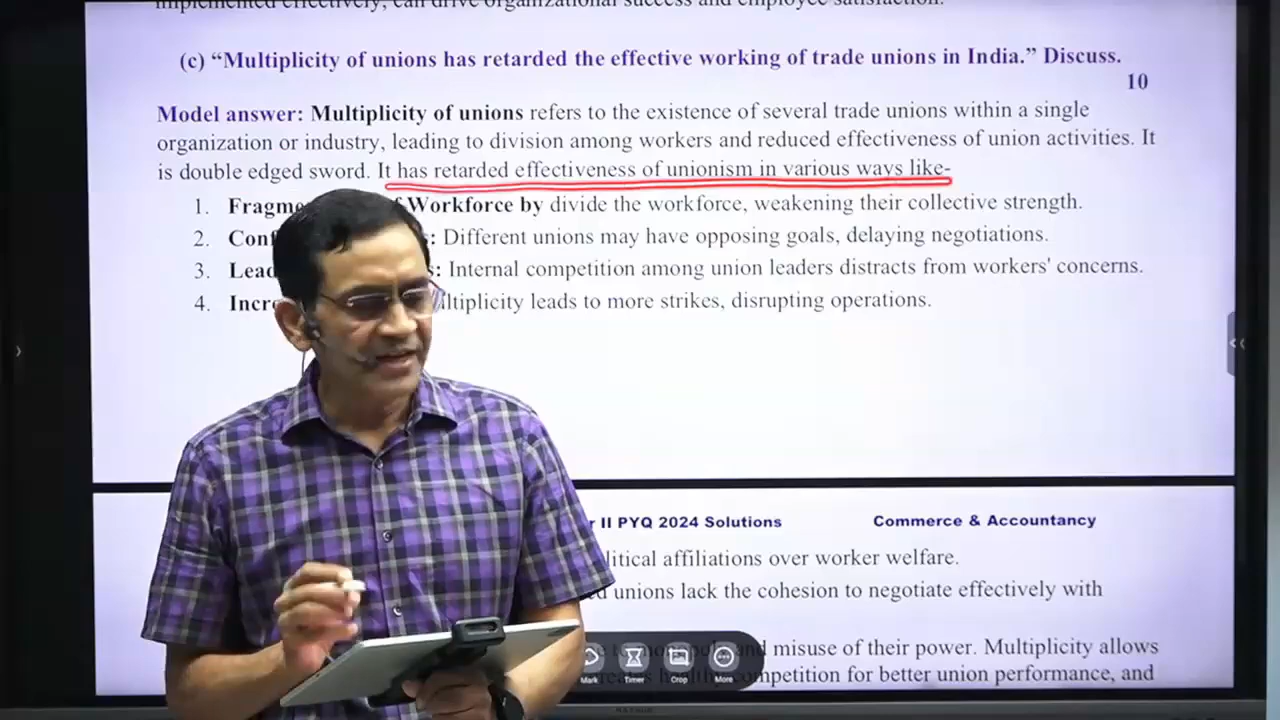 implemented effectively, can drive organizational success and employee satisfaction.
(c) “Multiplicity of unions has retarded the effective working of trade unions in India.” Discuss.
10
Model answer: Multiplicity of unions refers to the existence of several trade unions within a single
organization or industry, leading to division among workers and reduced effectiveness of union activities. It
is double edged sword. It has retarded effectiveness of unionism in various ways like-
1. Workforce by divide the workforce, weakening their collective strength.
2. Different unions may have opposing goals, delaying negotiations.
3. Internal competition among union leaders distracts from workers' concerns.
4. leads to more strikes, disrupting operations.
II PYQ 2024 Solutions Commerce & Accountancy
affiliations over worker welfare.
unions lack the cohesion to negotiate effectively with
misuse of their power. Multiplicity allows
competition for better union performance, and
Mark Timer Crop More